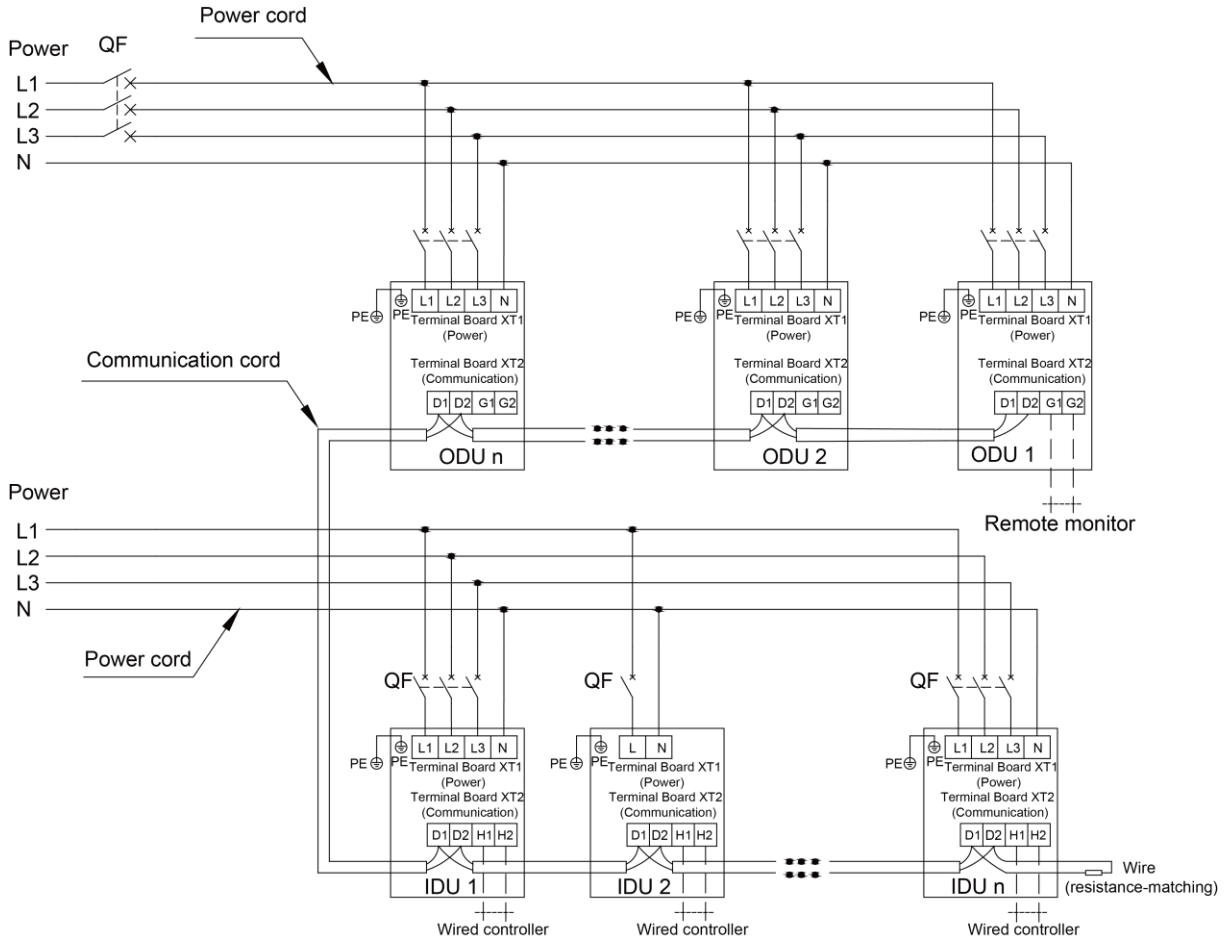 Power cord
Power QF
L1
L2
L3
N
L1 L2 L3 N
PE PE
Terminal Board XT1
(Power)
Terminal Board XT2
(Communication)
D1 D2 G1 G2
ODU n
L1 L2 L3 N
PE PE
Terminal Board XT1
(Power)
Terminal Board XT2
(Communication)
D1 D2 G1 G2
ODU 2
L1 L2 L3 N
PE PE
Terminal Board XT1
(Power)
Terminal Board XT2
(Communication)
D1 D2 G1 G2
ODU 1
Remote monitor
Communication cord
Power
L1
L2
L3
N
Power cord
QF
L1 L2 L3 N
PE PE
Terminal Board XT1
(Power)
Terminal Board XT2
(Communication)
D1 D2 H1 H2
IDU 1
Wired controller
QF
L N
PE PE
Terminal Board XT1
(Power)
Terminal Board XT2
(Communication)
D1 D2 H1 H2
IDU 2
Wired controller
QF
L1 L2 L3 N
PE PE
Terminal Board XT1
(Power)
Terminal Board XT2
(Communication)
D1 D2 H1 H2
IDU n
Wired controller
Wire
(resistance-matching)